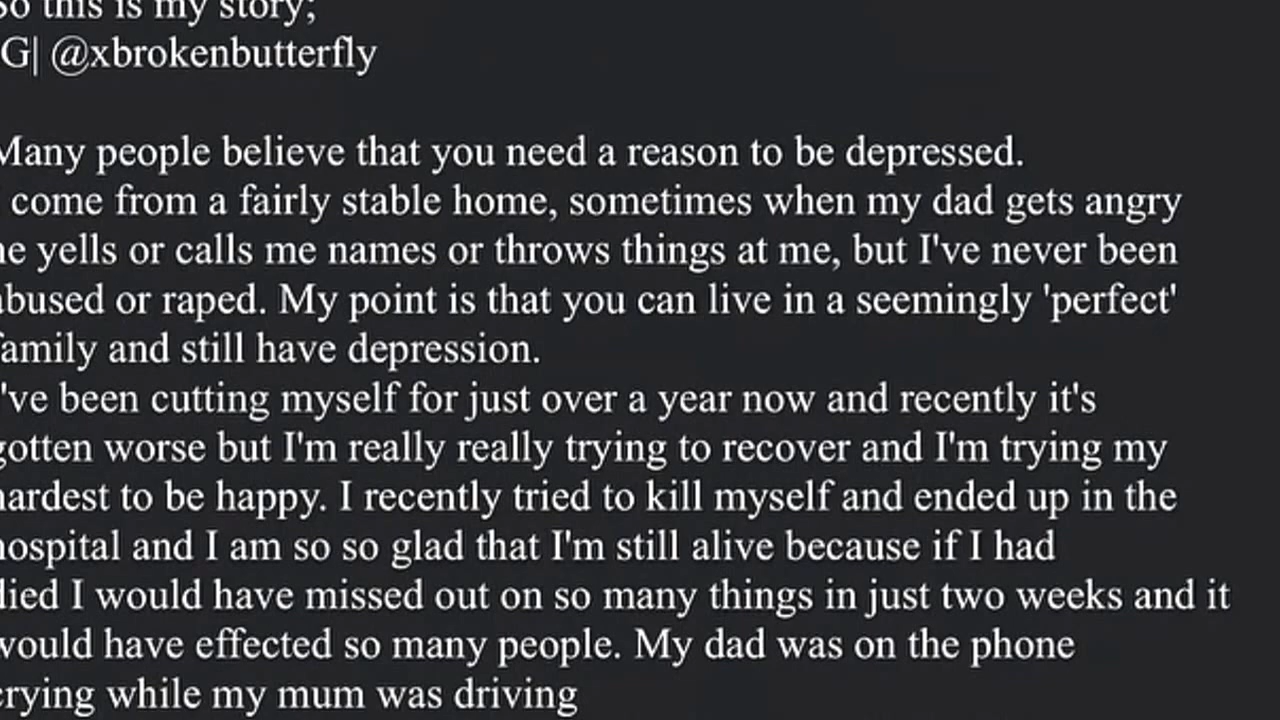 So this is my story;
G| @xbrokenbutterfly
Many people believe that you need a reason to be depressed.
come from a fairly stable home, sometimes when my dad gets angry
he yells or calls me names or throws things at me, but I've never been
abused or raped. My point is that you can live in a seemingly 'perfect'
family and still have depression.
I've been cutting myself for just over a year now and recently it's
gotten worse but I'm really really trying to recover and I'm trying my
hardest to be happy. I recently tried to kill myself and ended up in the
hospital and I am so so glad that I'm still alive because if I had
died I would have missed out on so many things in just two weeks and it
would have effected so many people. My dad was on the phone
crying while my mum was driving